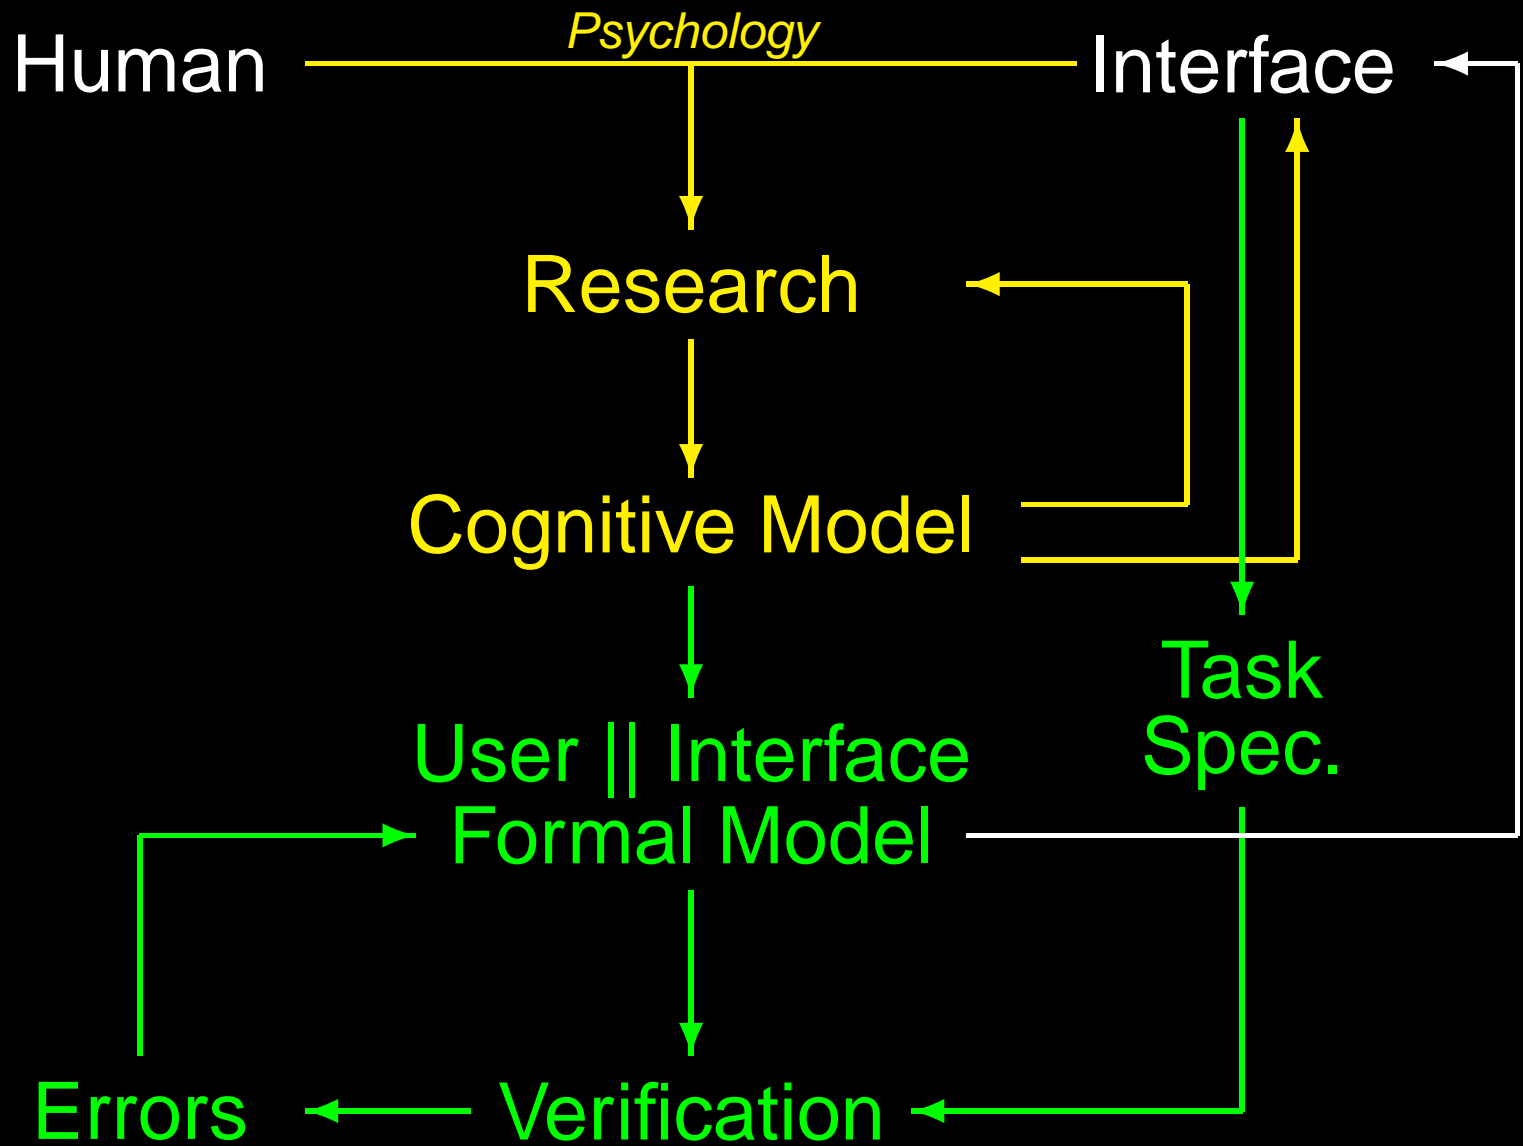 Psychology
Human
Interface
Research
Cognitive Model
Task
Spec.
User || Interface
Formal Model
Errors
Verification